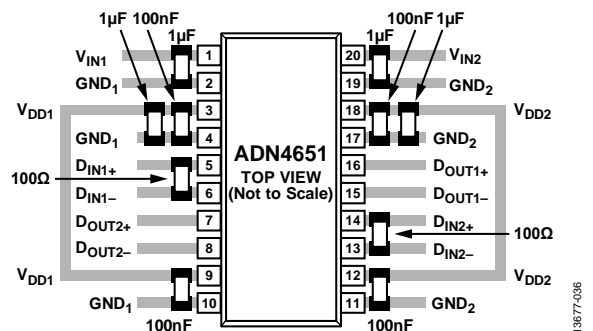 1µF 100nF 1µF 1µF 100nF 1µF
VIN1 1 20 VIN2
GND1 2 19 GND2
VDD1 3 18 VDD2
GND1 4 17 GND2
ADN4651
TOP VIEW
(Not to Scale)
DIN1+ 5 16 DOUT1+
100Ω
DIN1– 6 15 DOUT1–
DOUT2+ 7 14 DIN2+
100Ω
DOUT2– 8 13 DIN2–
VDD1 9 12 VDD2
GND1 10 11 GND2
100nF 100nF
13677-036